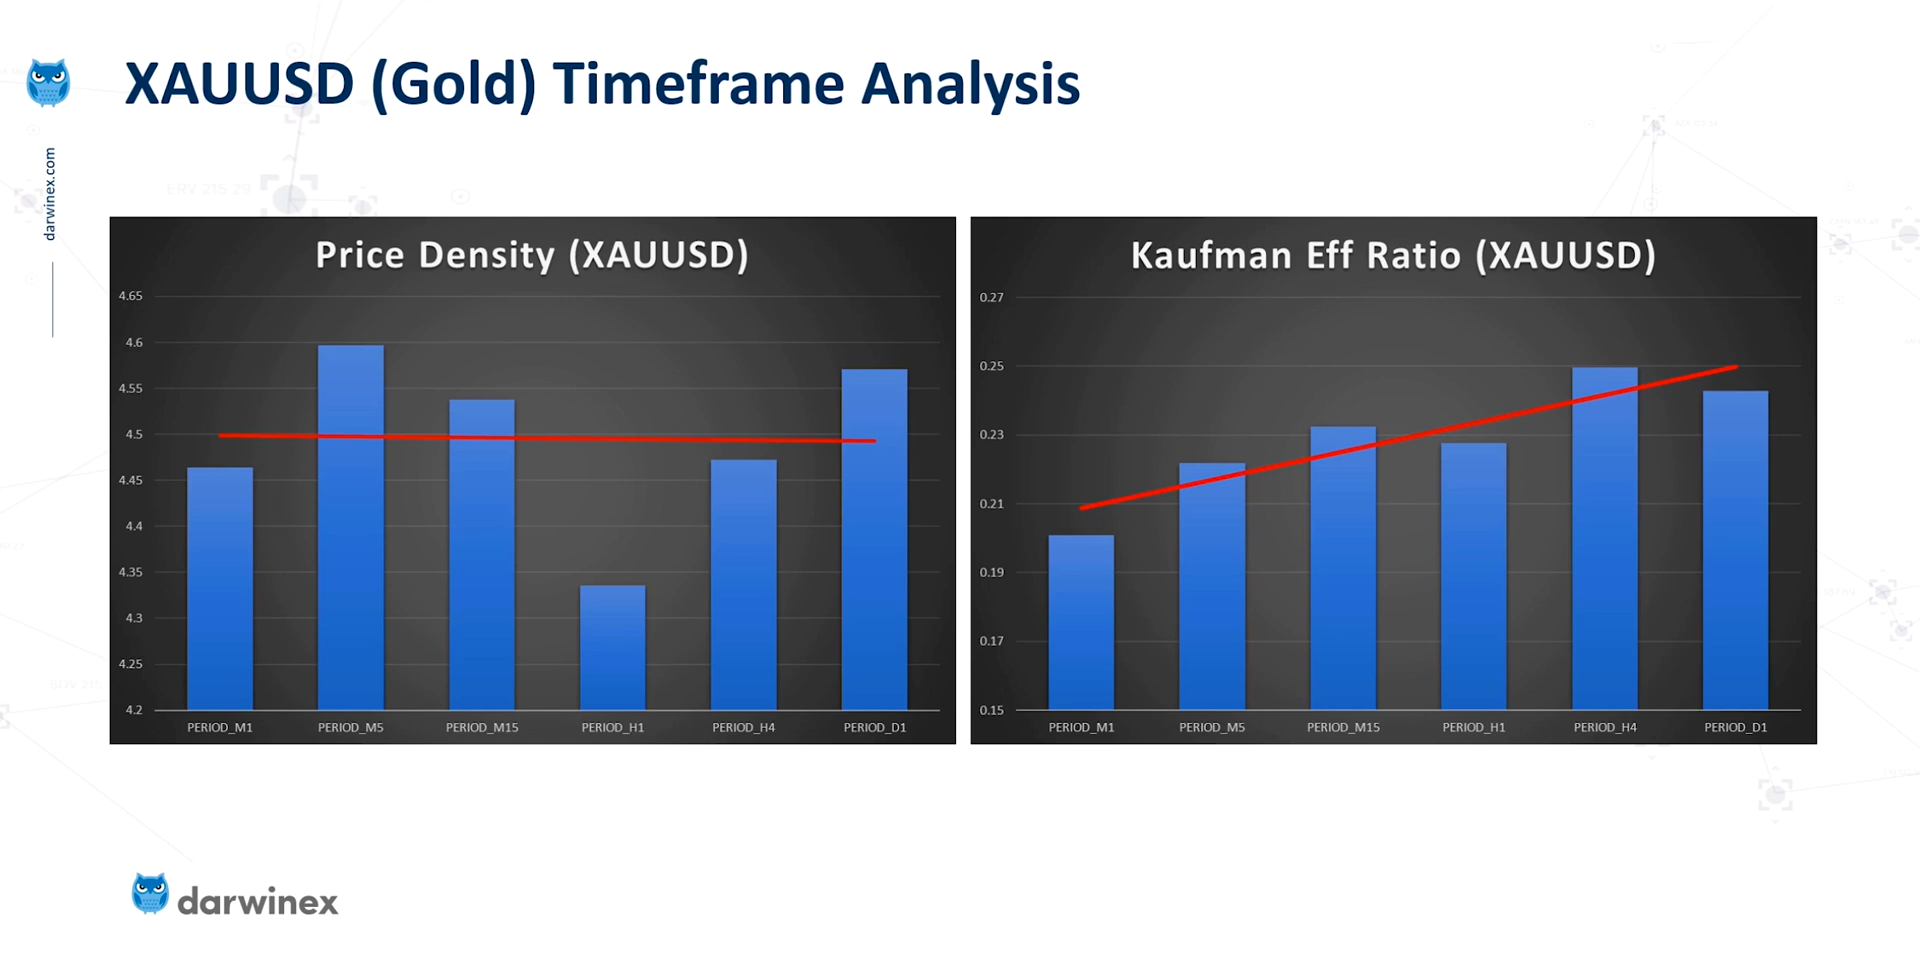 XAUUSD (Gold) Timeframe Analysis
darwinex.com
ERV 215 29
Price Density (XAUUSD)
4.65
4.6
4.55
4.5
4.45
4.4
4.35
4.3
4.25
4.2
PERIOD_M1 PERIOD_M5 PERIOD_M15 PERIOD_H1 PERIOD_H4 PERIOD_D1
Kaufman Eff Ratio (XAUUSD)
0.27
0.25
0.23
0.21
0.19
0.17
0.15
PERIOD_M1 PERIOD_M5 PERIOD_M15 PERIOD_H1 PERIOD_H4 PERIOD_D1
darwinex